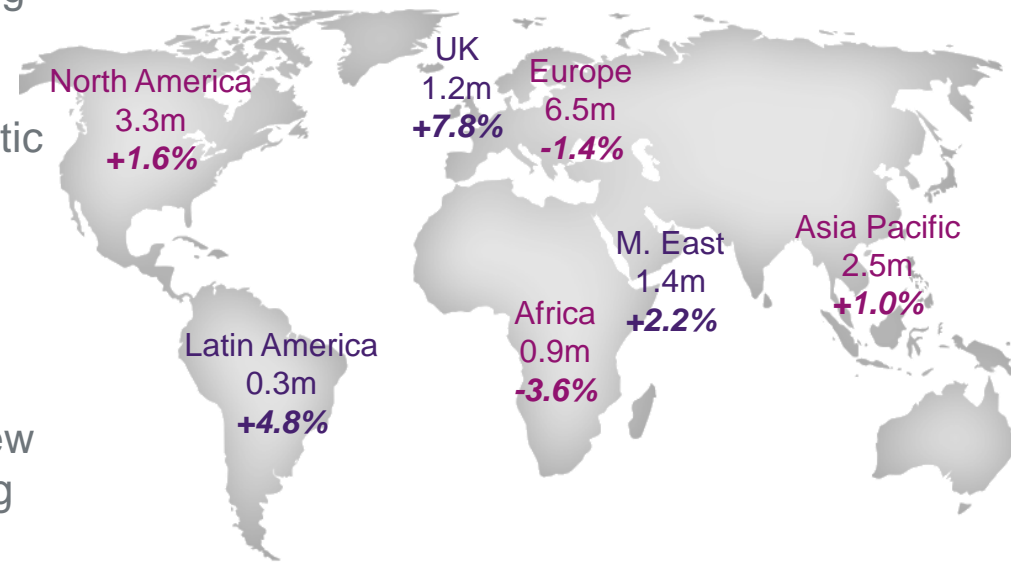 g
tic
ew
g
North America
3.3m
+1.6%
UK
1.2m
+7.8%
Europe
6.5m
-1.4%
M. East
1.4m
+2.2%
Asia Pacific
2.5m
+1.0%
Africa
0.9m
-3.6%
Latin America
0.3m
+4.8%